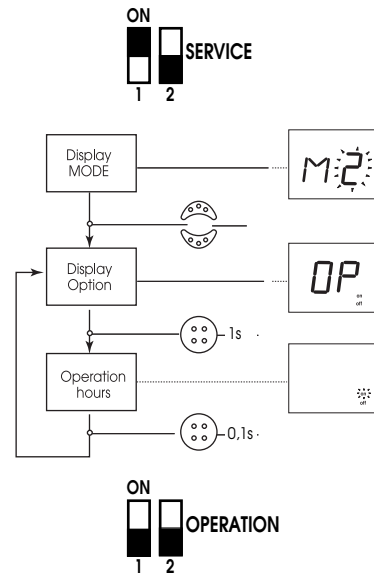 ON
SERVICE
1 2
Display
MODE
M2
Display
Option
OP
on
off
1s
Operation
hours
off
0,1s
ON
OPERATION
1 2